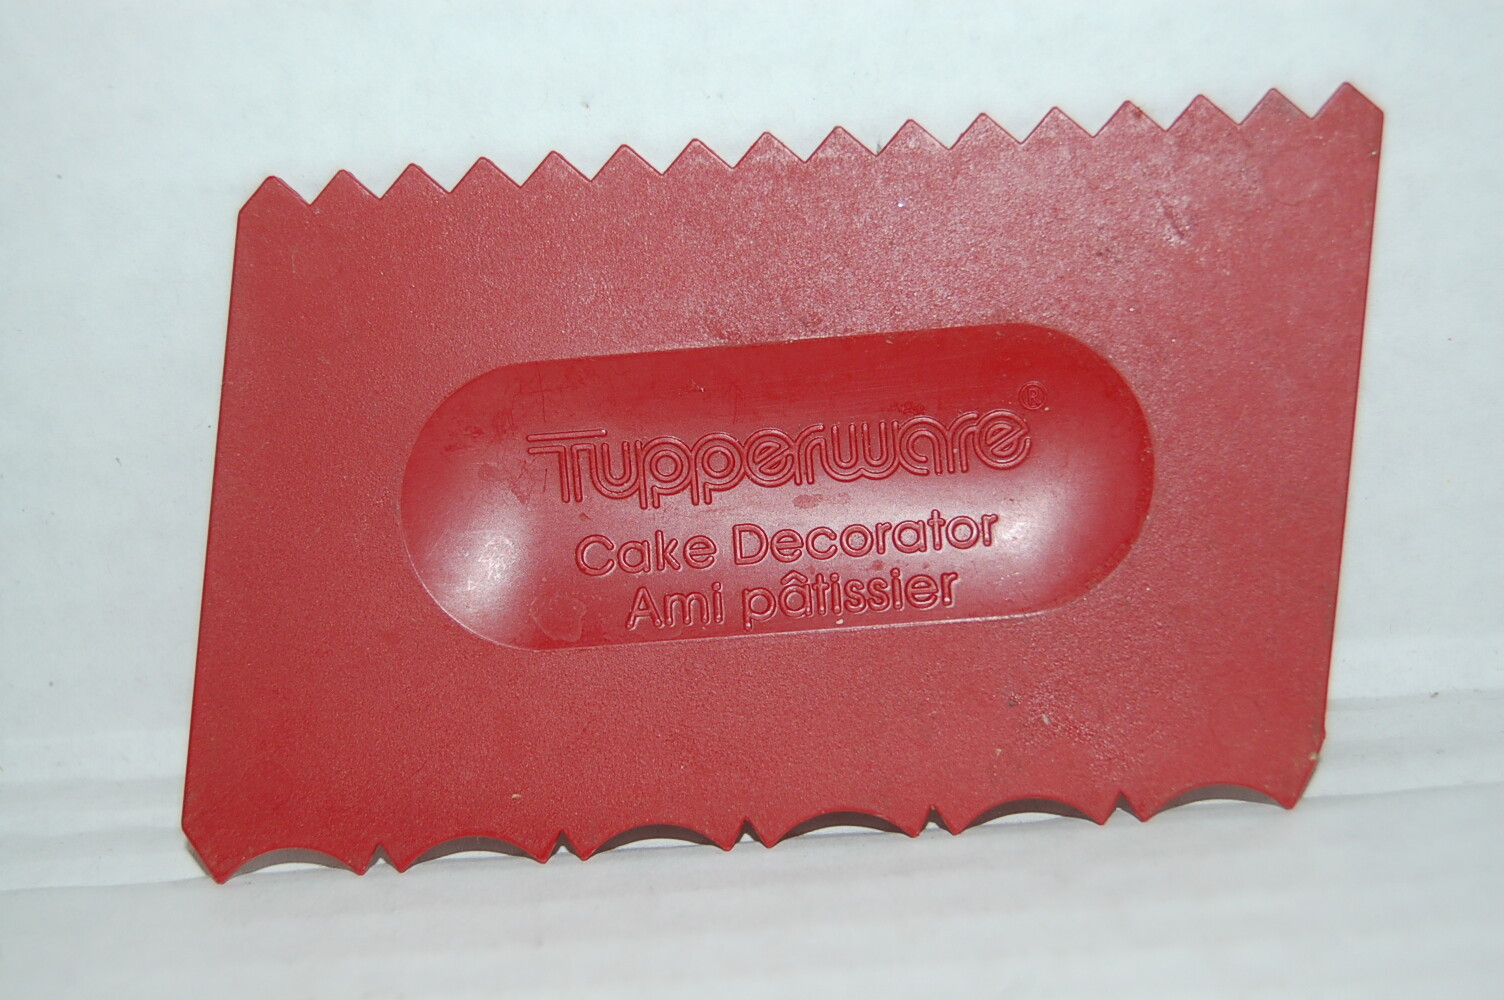 Tupperware®
Cake Decorator
Ami pâtissier